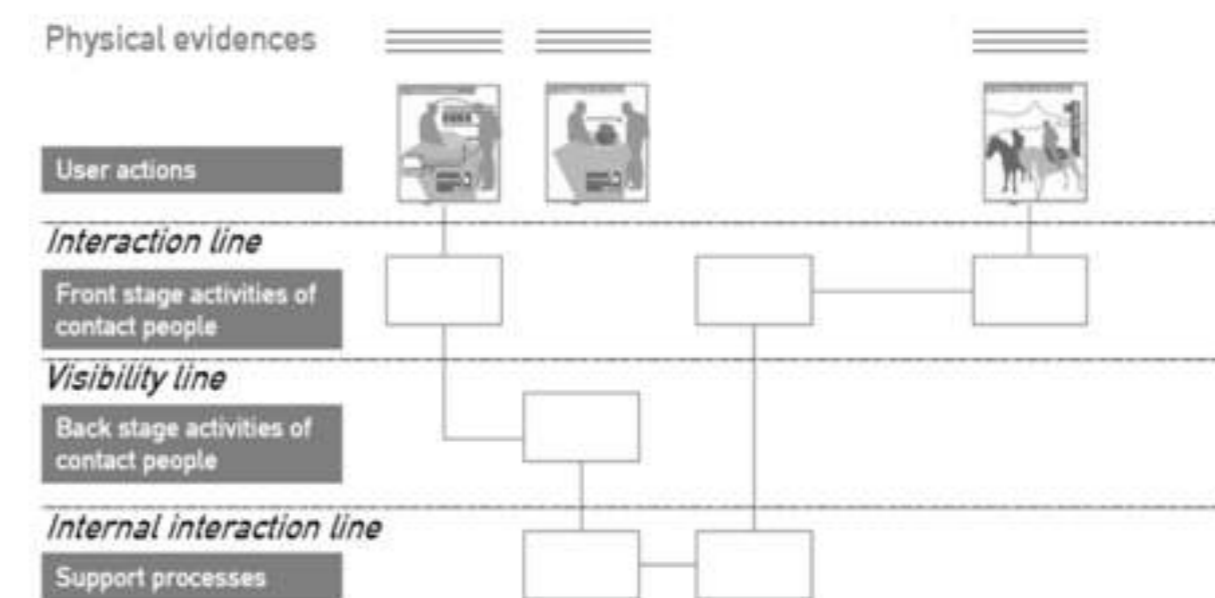 Physical evidences
User actions
Interaction line
Front stage activities of
contact people
Visibility line
Back stage activities of
contact people
Internal interaction line
Support processes